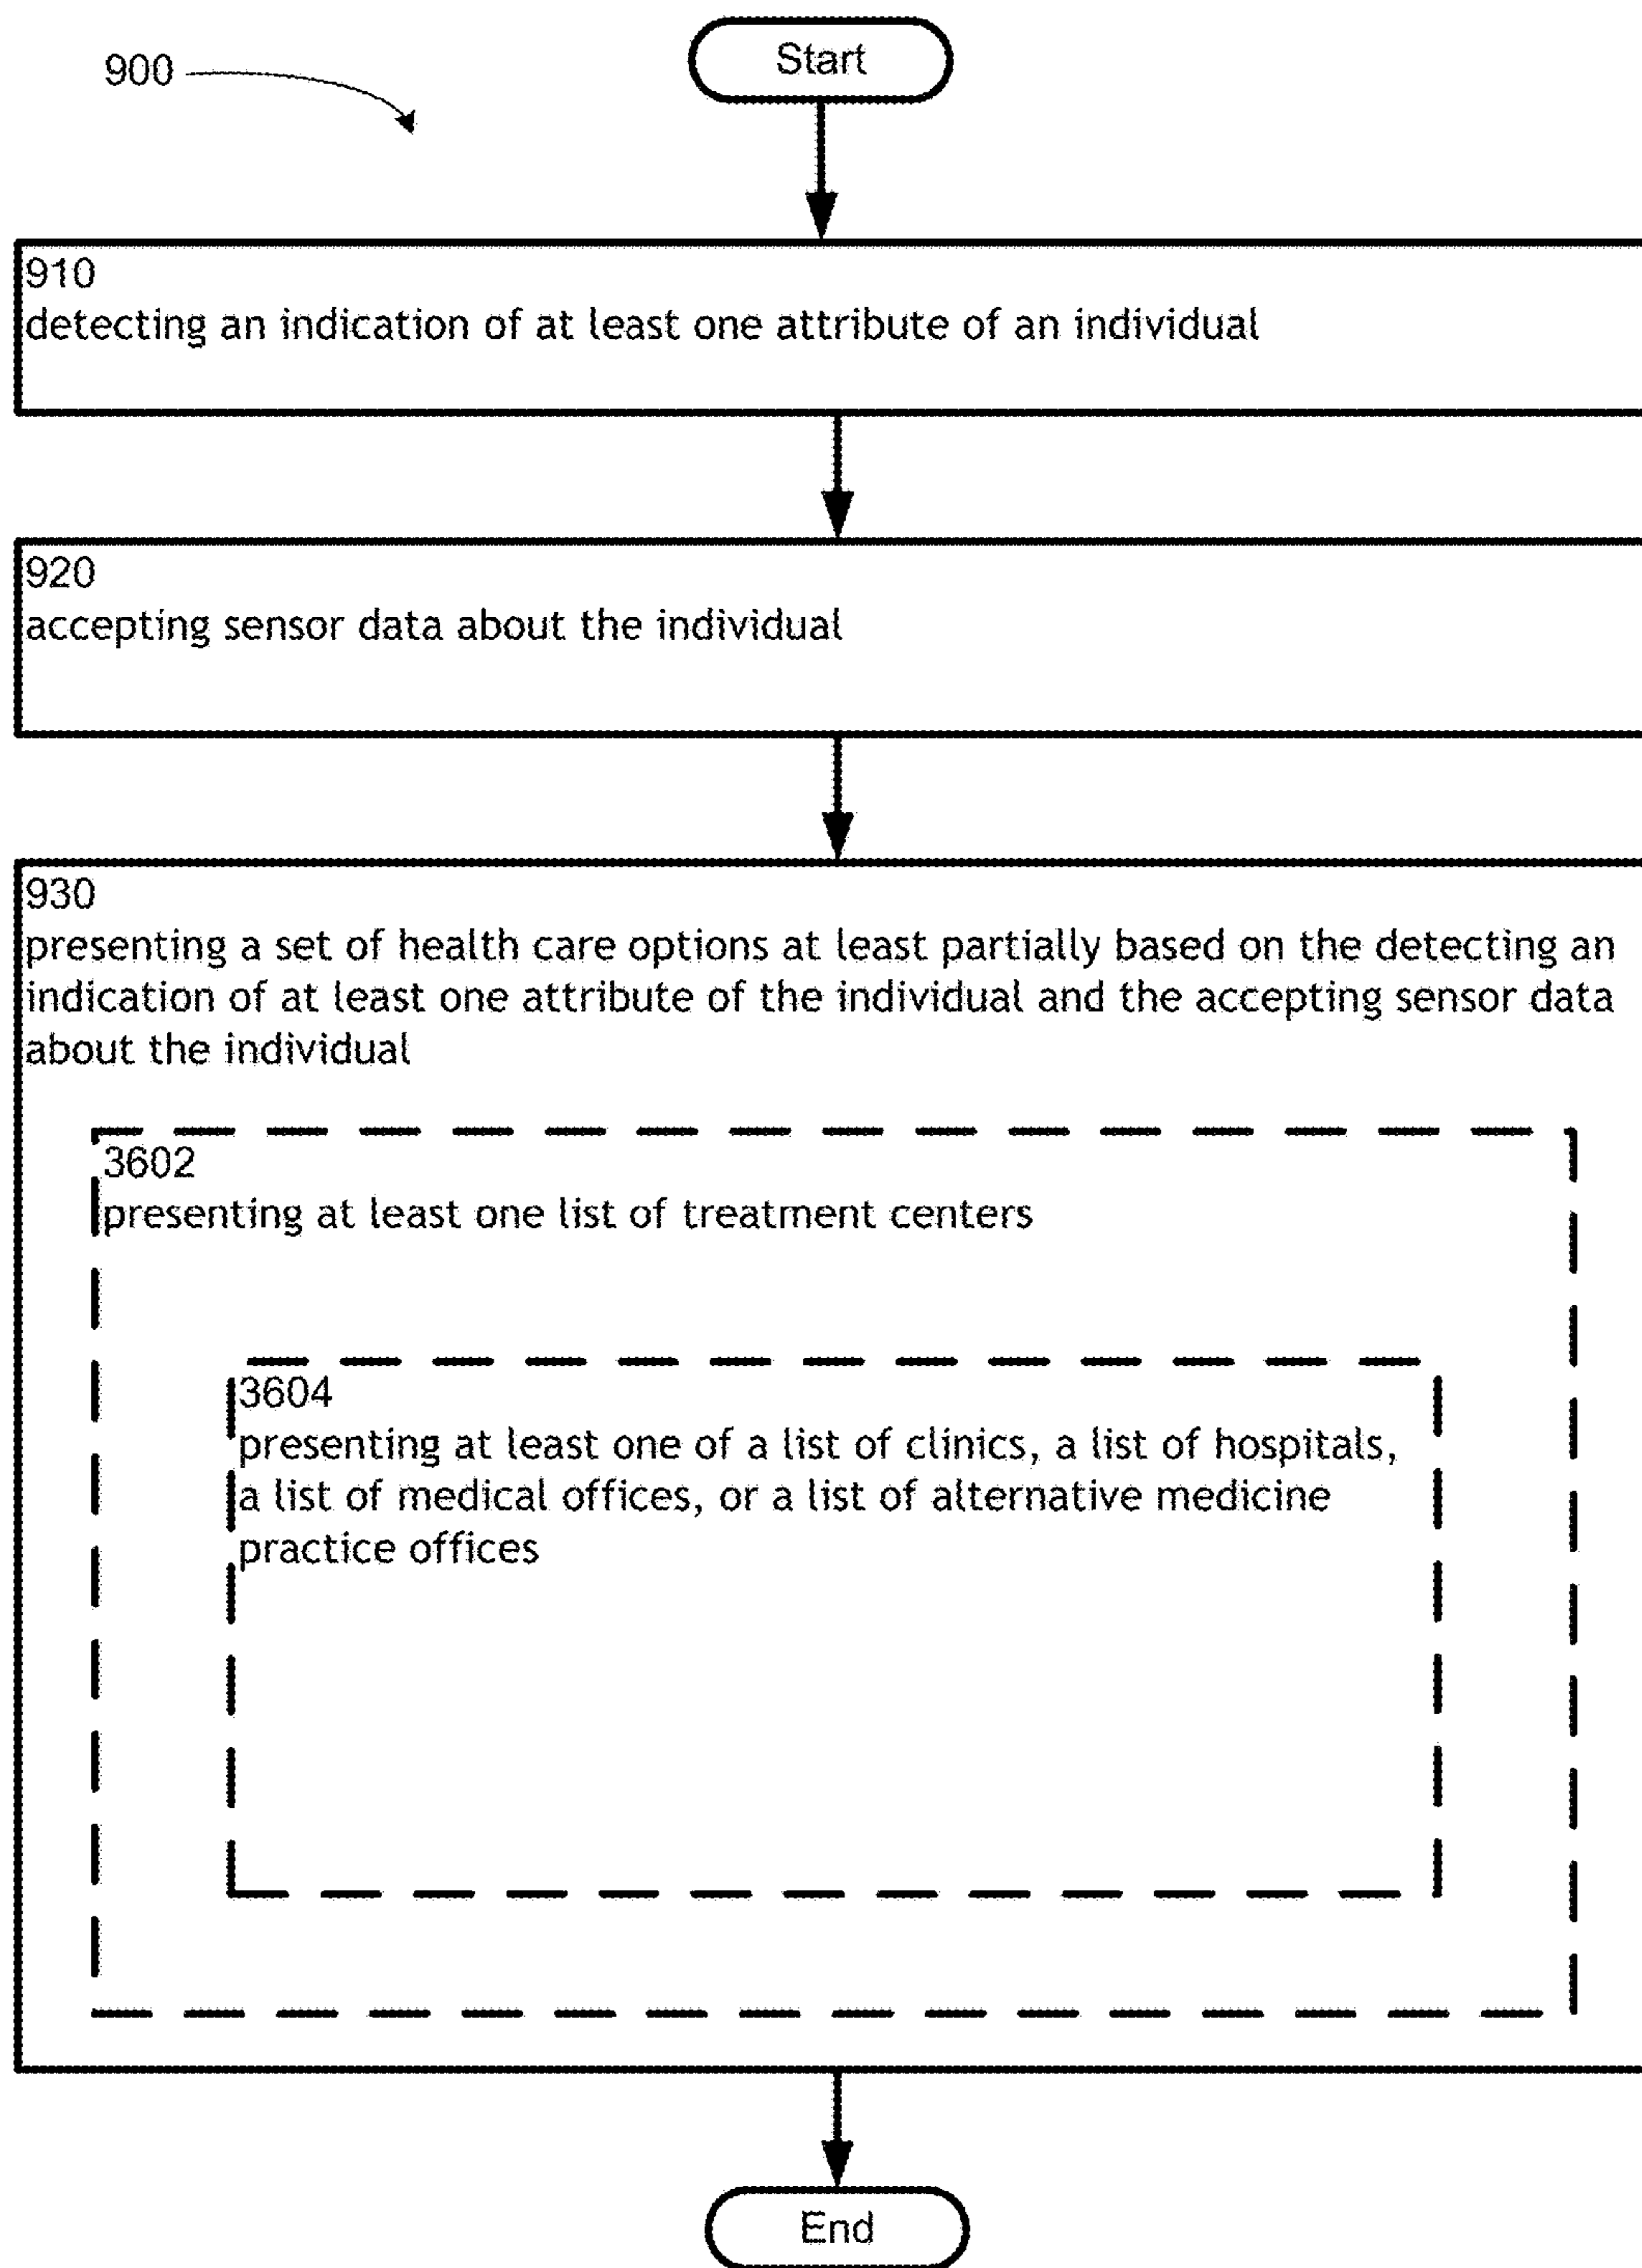 Start
900
910
detecting an indication of at least one attribute of an individual
920
accepting sensor data about the individual
930
presenting a set of health care options at least partially based on the detecting an
indication of at least one attribute of the individual and the accepting sensor data
about the individual
3602
presenting at least one list of treatment centers
3604
presenting at least one of a list of clinics, a list of hospitals,
a list of medical offices, or a list of alternative medicine
practice offices
End